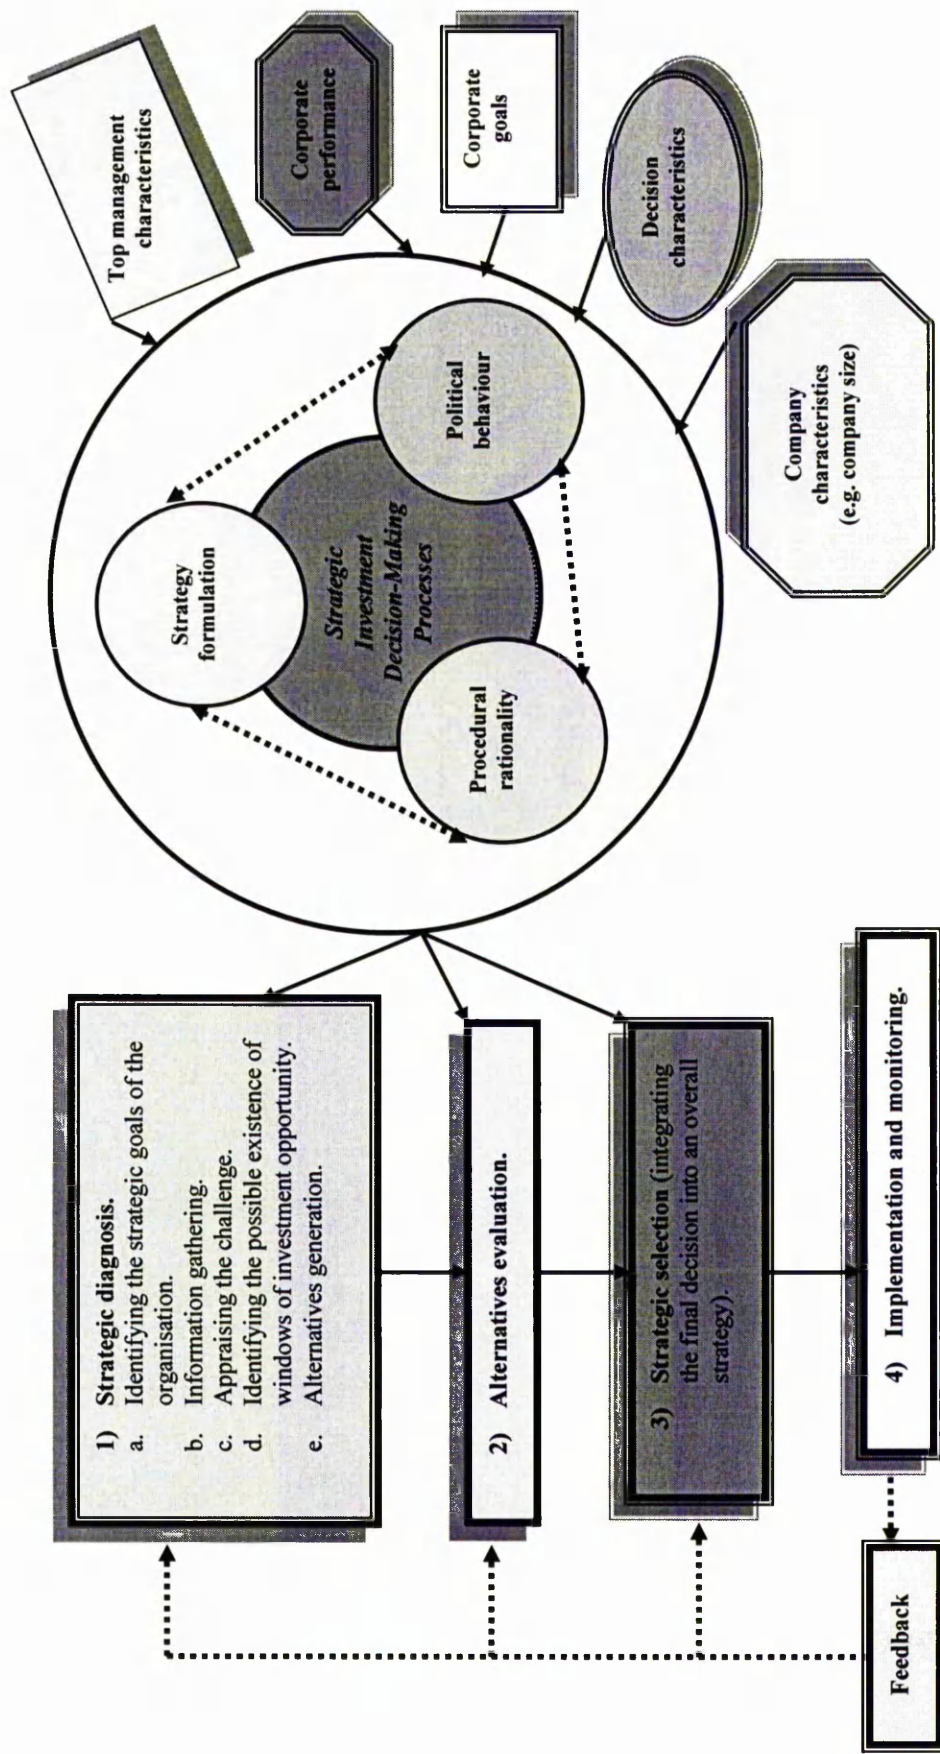 1) Strategic diagnosis.
a. Identifying the strategic goals of the
organisation.
b. Information gathering.
c. Appraising the challenge.
d. Identifying the possible existence of
windows of investment opportunity.
e. Alternatives generation.
2) Alternatives evaluation.
3) Strategic selection (integrating
the final decision into an overall
strategy).
4) Implementation and monitoring.
Feedback
Strategy
formulation
Strategic
Investment
Decision-Making
Processes
Procedural
rationality
Political
behaviour
Top management
characteristics
Corporate
performance
Corporate
goals
Decision
characteristics
Company
characteristics
(e.g. company size)